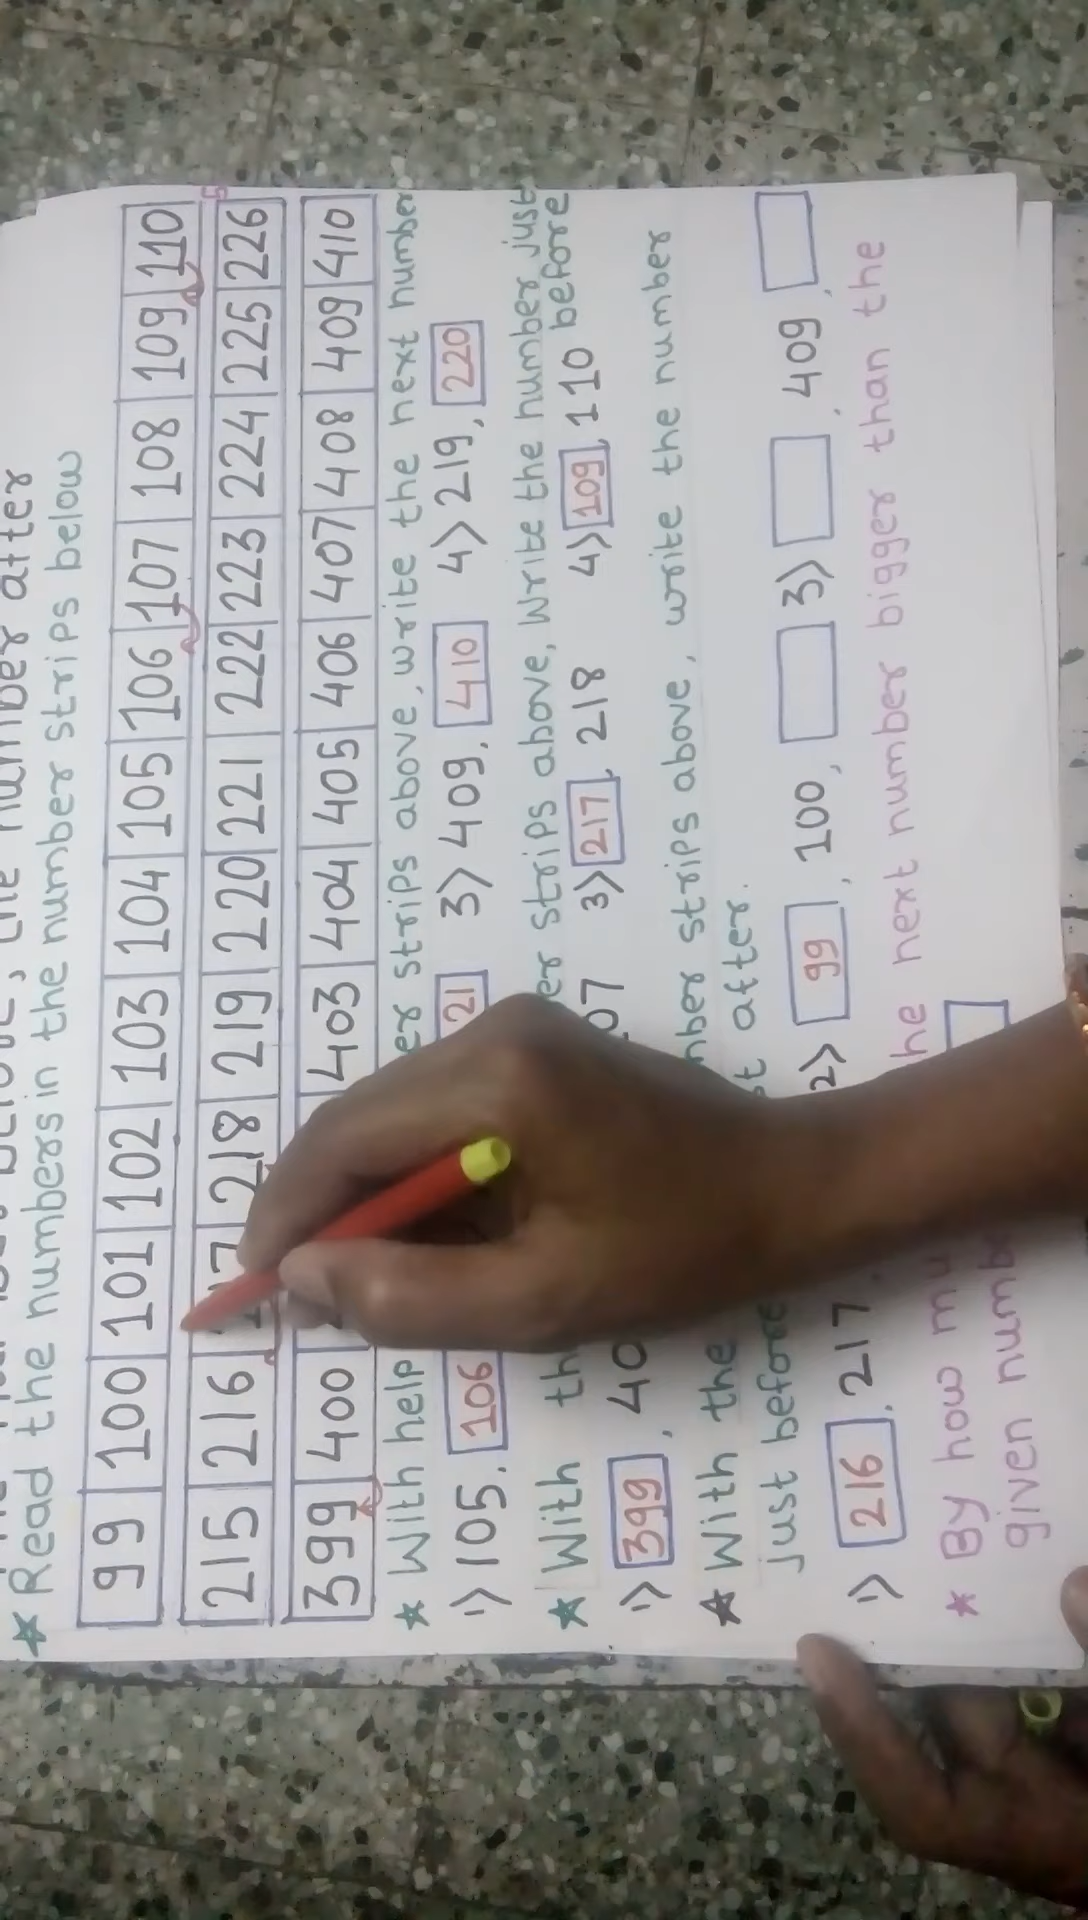 number after
★ Read the numbers in the number strips below
99 100 101 102 103 104 105 106 107 108 109 110
215 216 218 219 220 221 222 223 224 225 226
399 400 403 404 405 406 407 408 409 410
★ With help strips above, write the next number
1) 105, 106 21 3) 409, 410 4) 219, 220
★ With strips above, Write the number just before
1) 399, 3) 217, 218 4) 109, 110
★ With the strips above, write the number
Just before after.
1) 216, 217 2) 99, 100, 3) , 409,
★ By how next number bigger than the
given